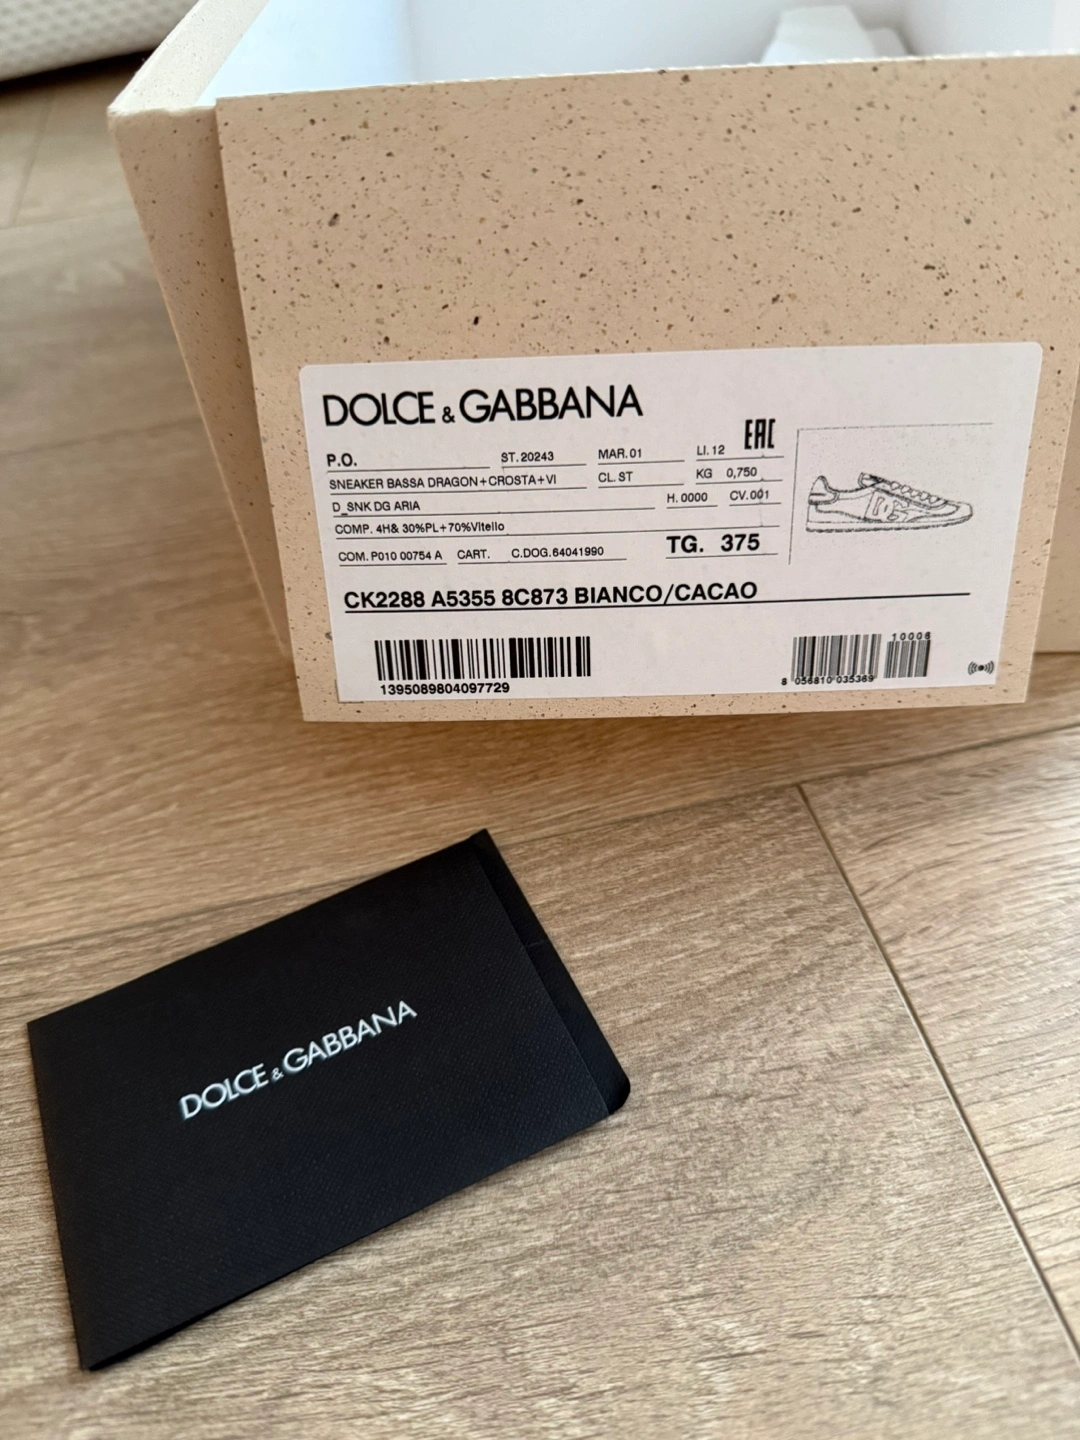 DOLCE & GABBANA
P.O. ST. 20243 MAR. 01 LI. 12 EAC
SNEAKER BASSA DRAGON+CROSTA+VI CL. ST KG 0,750
D_SNK DG ARIA H. 0000 CV. 001
COMP. 4H& 30%PL+70%Vitello
COM. P010 00754 A CART. C.DOG. 64041990 TG. 375
DG
CK2288 A5355 8C873 BIANCO/CACAO
10006
1395089804097729 8 056810 035369
DOLCE & GABBANA